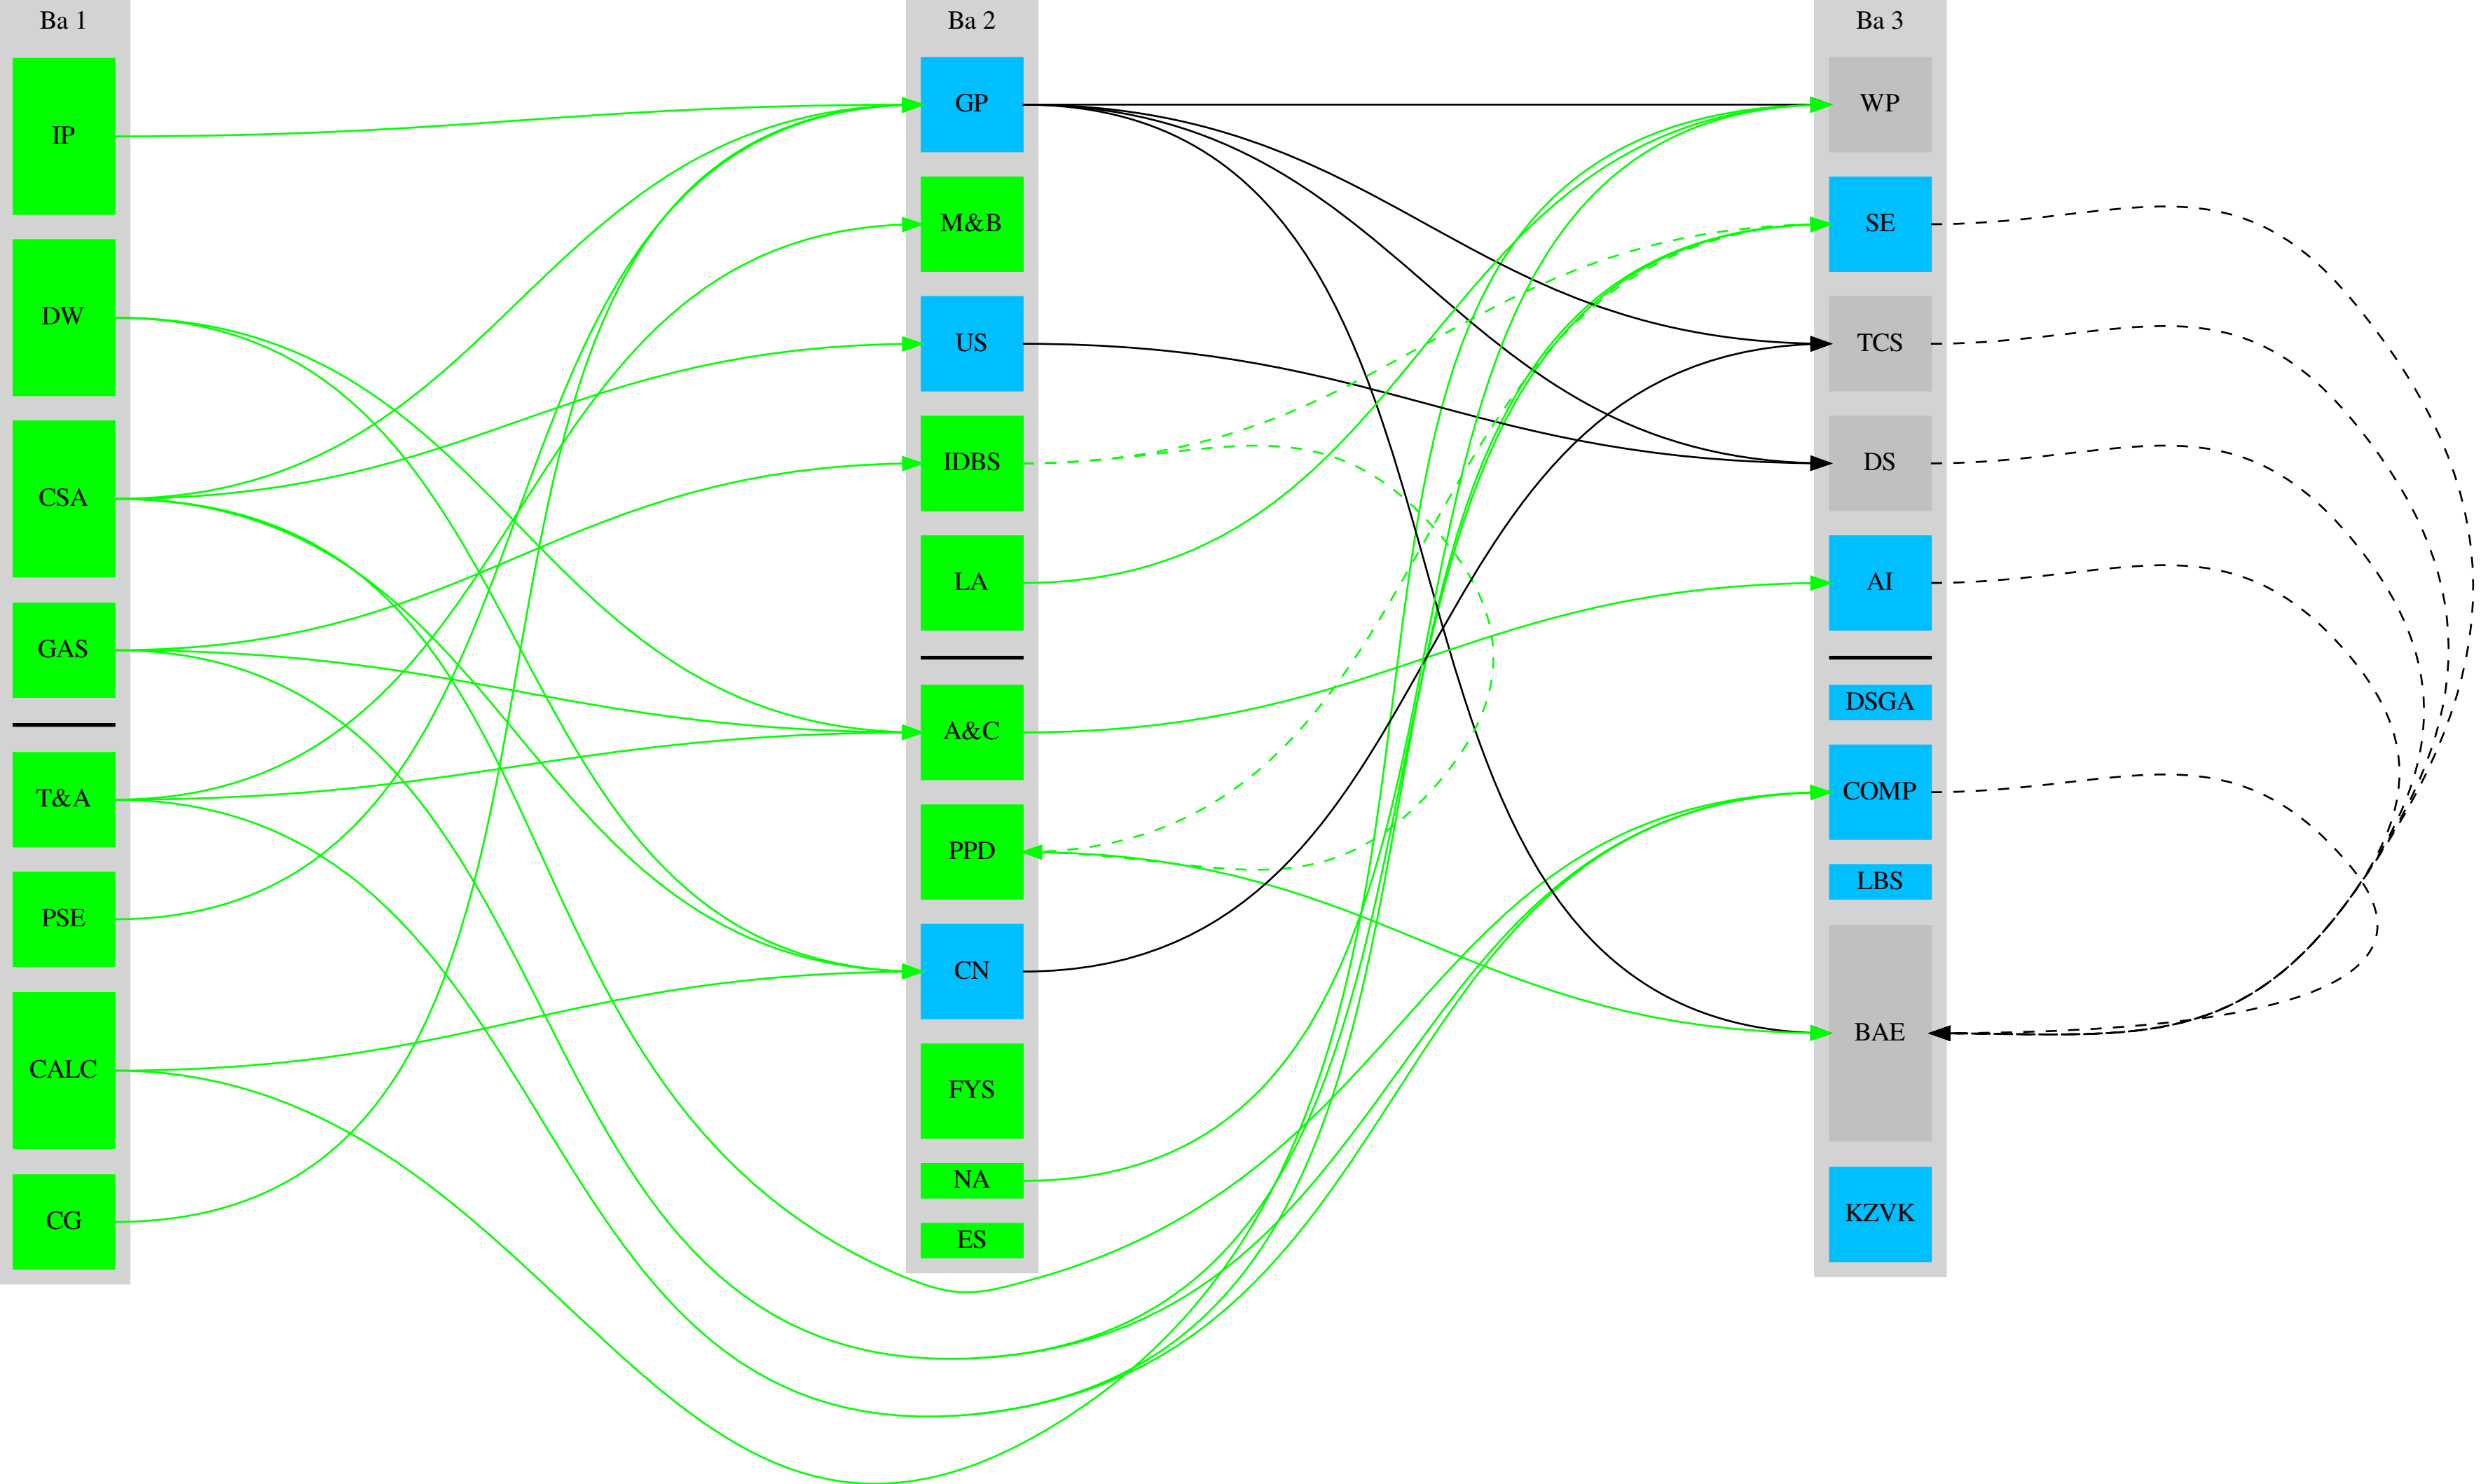 Ba 1
IP
DW
CSA
GAS
T&A
PSE
CALC
CG
Ba 2
GP
M&B
US
IDBS
LA
A&C
PPD
CN
FYS
NA
ES
Ba 3
WP
SE
TCS
DS
AI
DSGA
COMP
LBS
BAE
KZVK